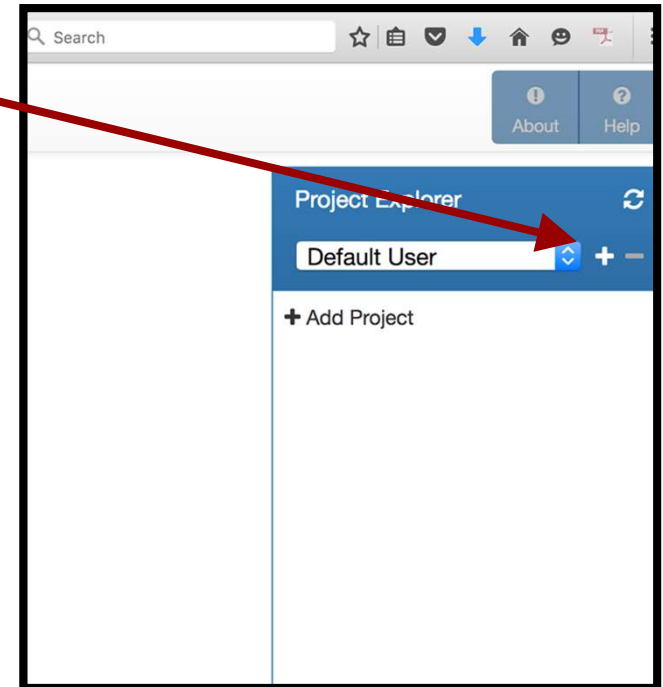 Search
About Help
Project Explorer
Default User
Add Project